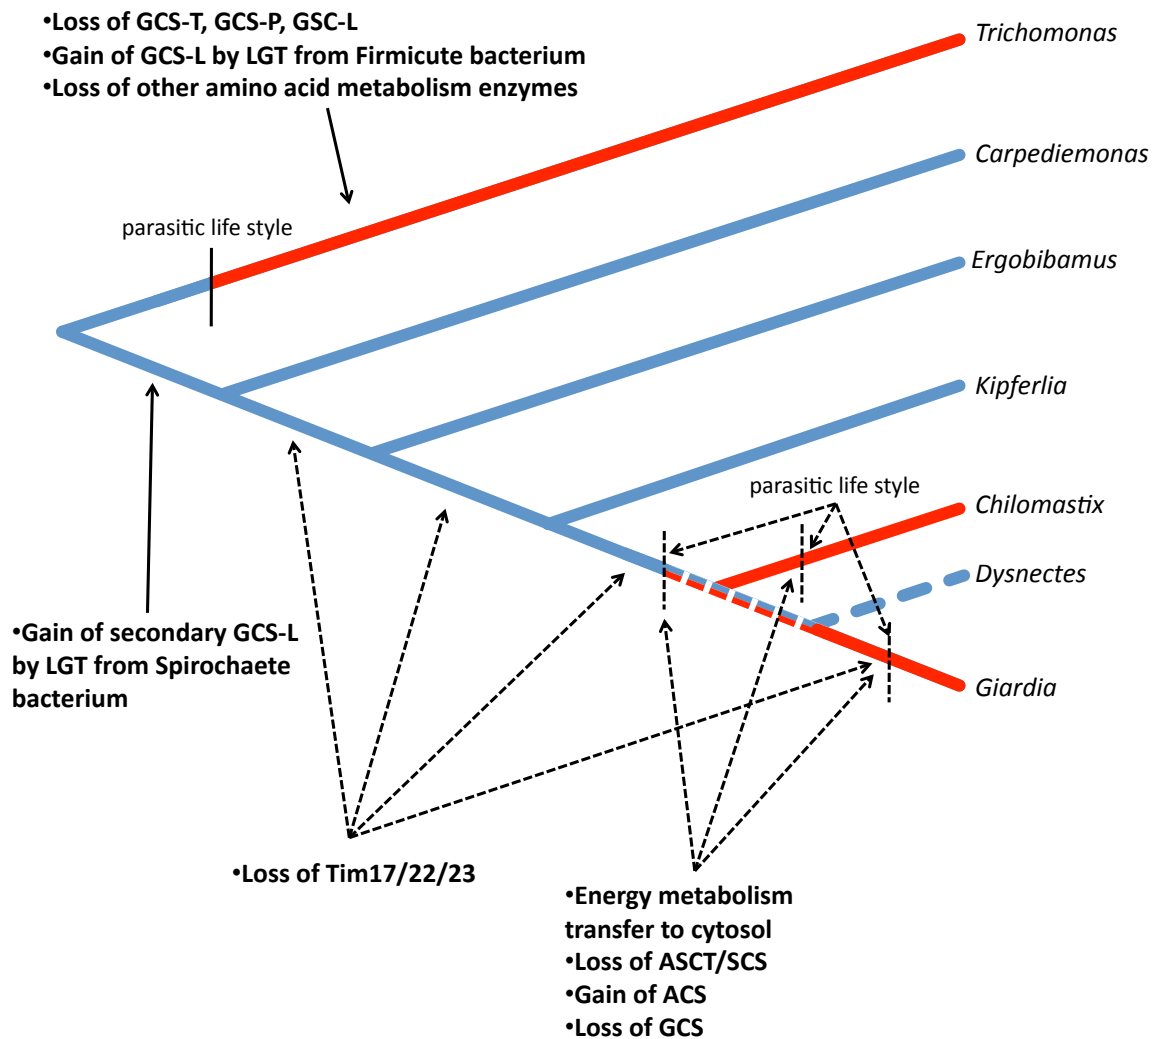 •Loss of GCS-T, GCS-P, GSC-L
•Gain of GCS-L by LGT from Firmicute bacterium
•Loss of other amino acid metabolism enzymes
Trichomonas
Carpediemonas
parasitic life style
Ergobibamus
Kipferlia
parasitic life style
Chilomastix
Dysnectes
•Gain of secondary GCS-L
by LGT from Spirochaete
bacterium
Giardia
•Loss of Tim17/22/23
•Energy metabolism
transfer to cytosol
•Loss of ASCT/SCS
•Gain of ACS
•Loss of GCS